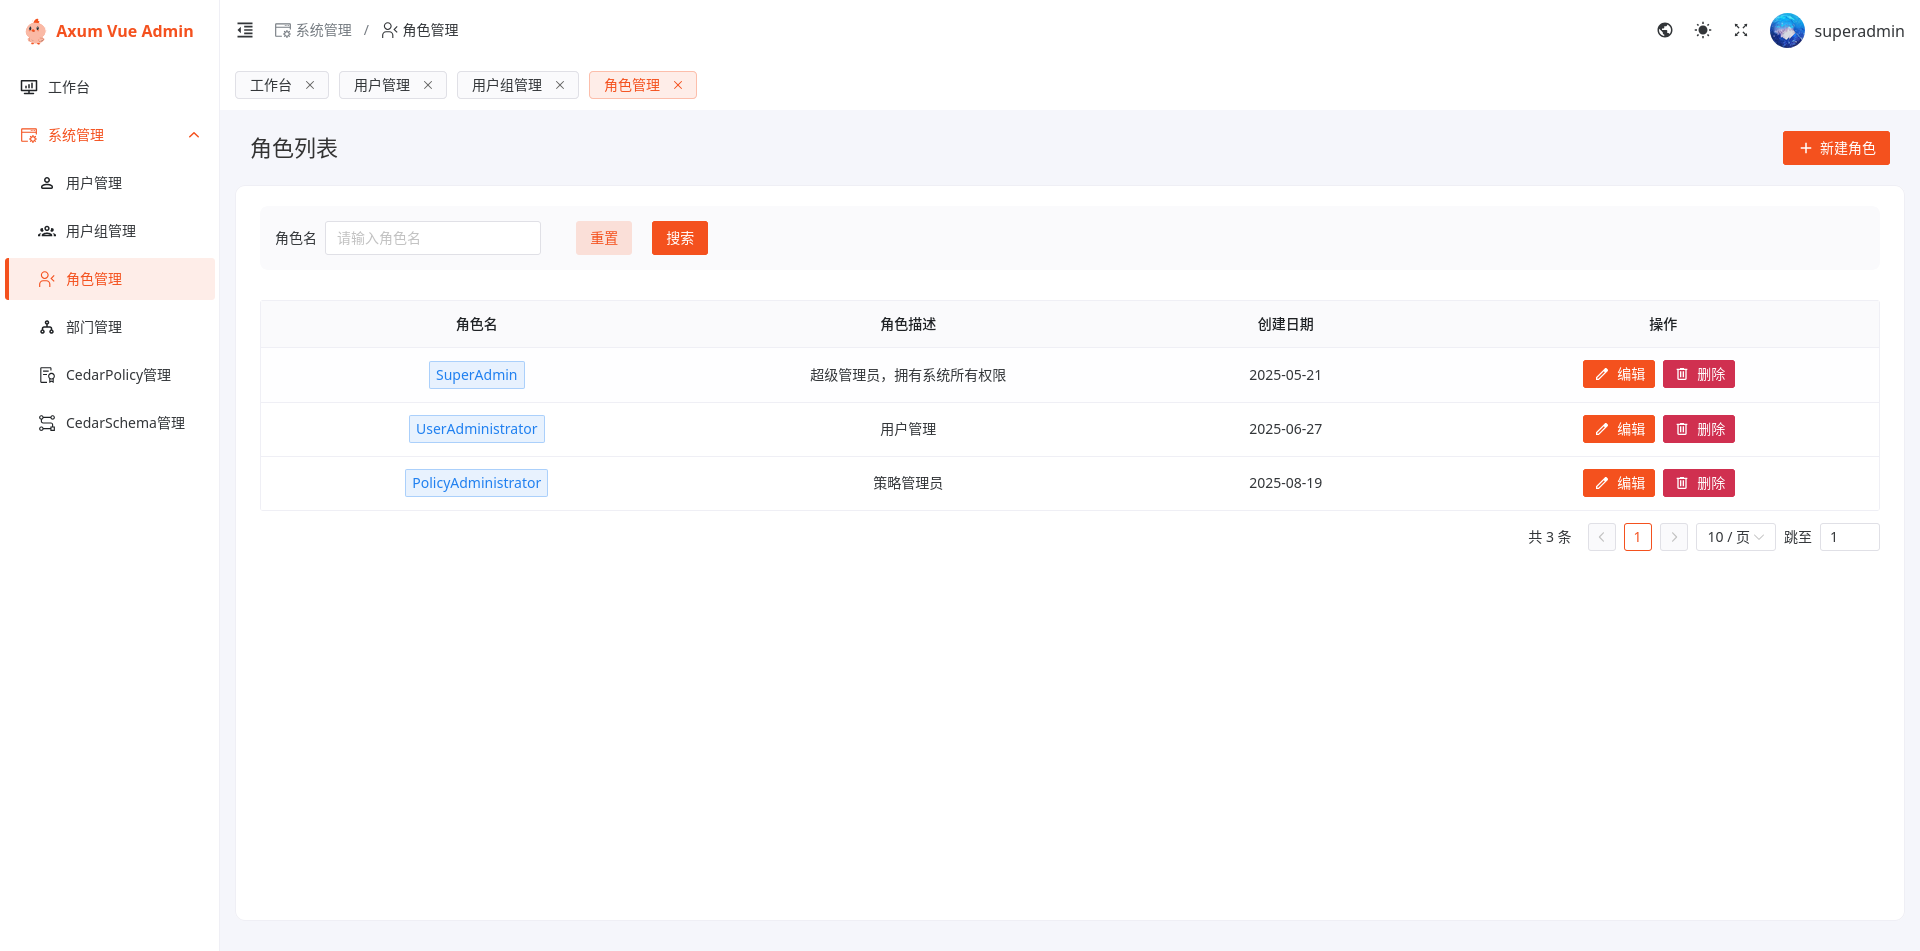 Axum Vue Admin
系统管理 / 角色管理
superadmin
工作台
用户管理
用户组管理
角色管理
工作台
系统管理
用户管理
用户组管理
角色管理
部门管理
CedarPolicy管理
CedarSchema管理
角色列表
新建角色
角色名 请输入角色名 重置 搜索
角色名 角色描述 创建日期 操作
SuperAdmin 超级管理员，拥有系统所有权限 2025-05-21 编辑 删除
UserAdministrator 用户管理 2025-06-27 编辑 删除
PolicyAdministrator 策略管理员 2025-08-19 编辑 删除
共 3 条 1 10 / 页 跳至 1